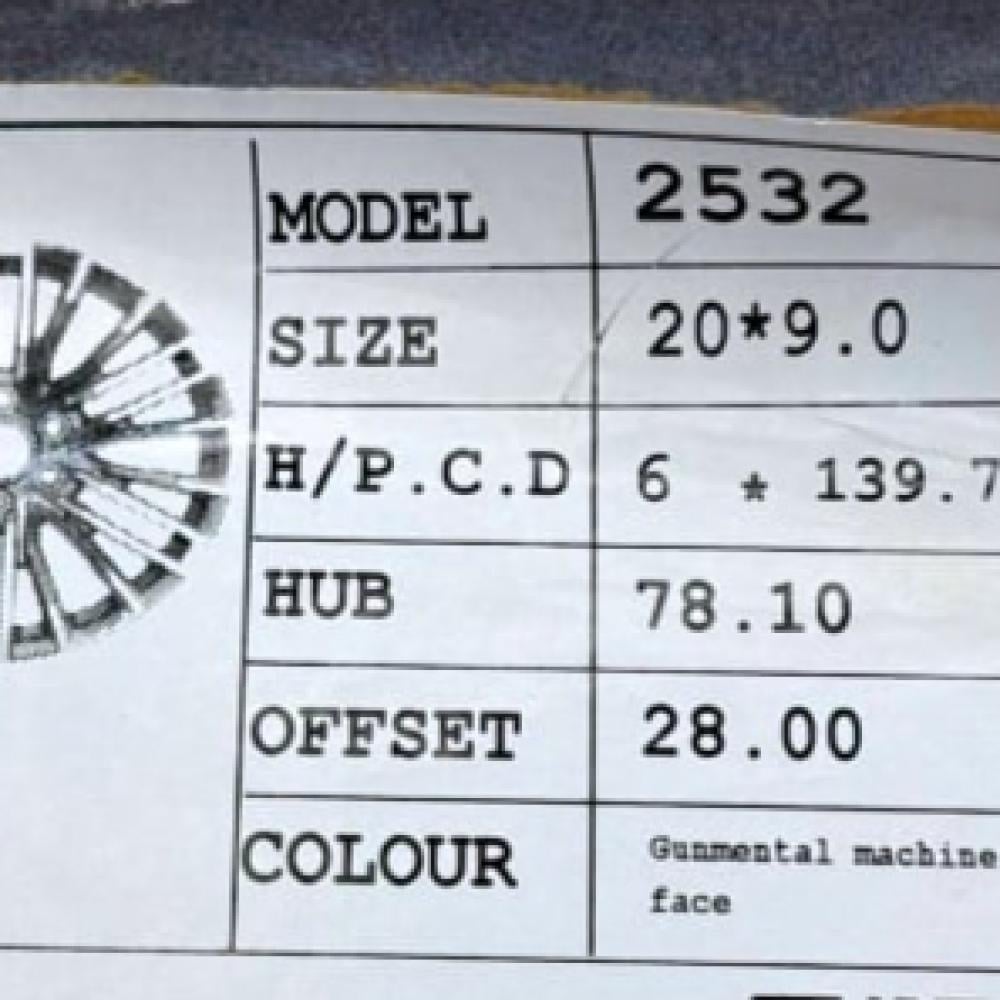 MODEL 2532
SIZE 20*9.0
H/P.C.D 6 * 139.7
HUB 78.10
OFFSET 28.00
COLOUR Gunmental machine
face